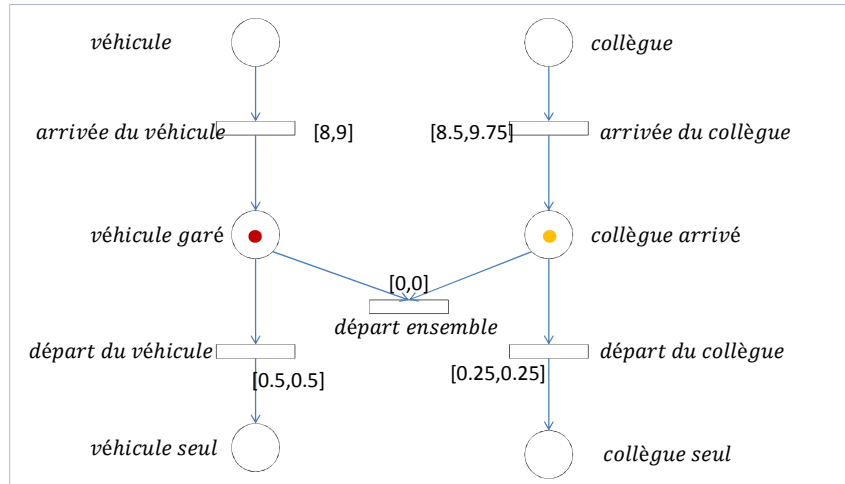 véhicule
collègue
arrivée du véhicule
[8,9]
[8.5,9.75]
arrivée du collègue
véhicule garé
collègue arrivé
[0,0]
départ ensemble
départ du véhicule
départ du collègue
[0.5,0.5]
[0.25,0.25]
véhicule seul
collègue seul